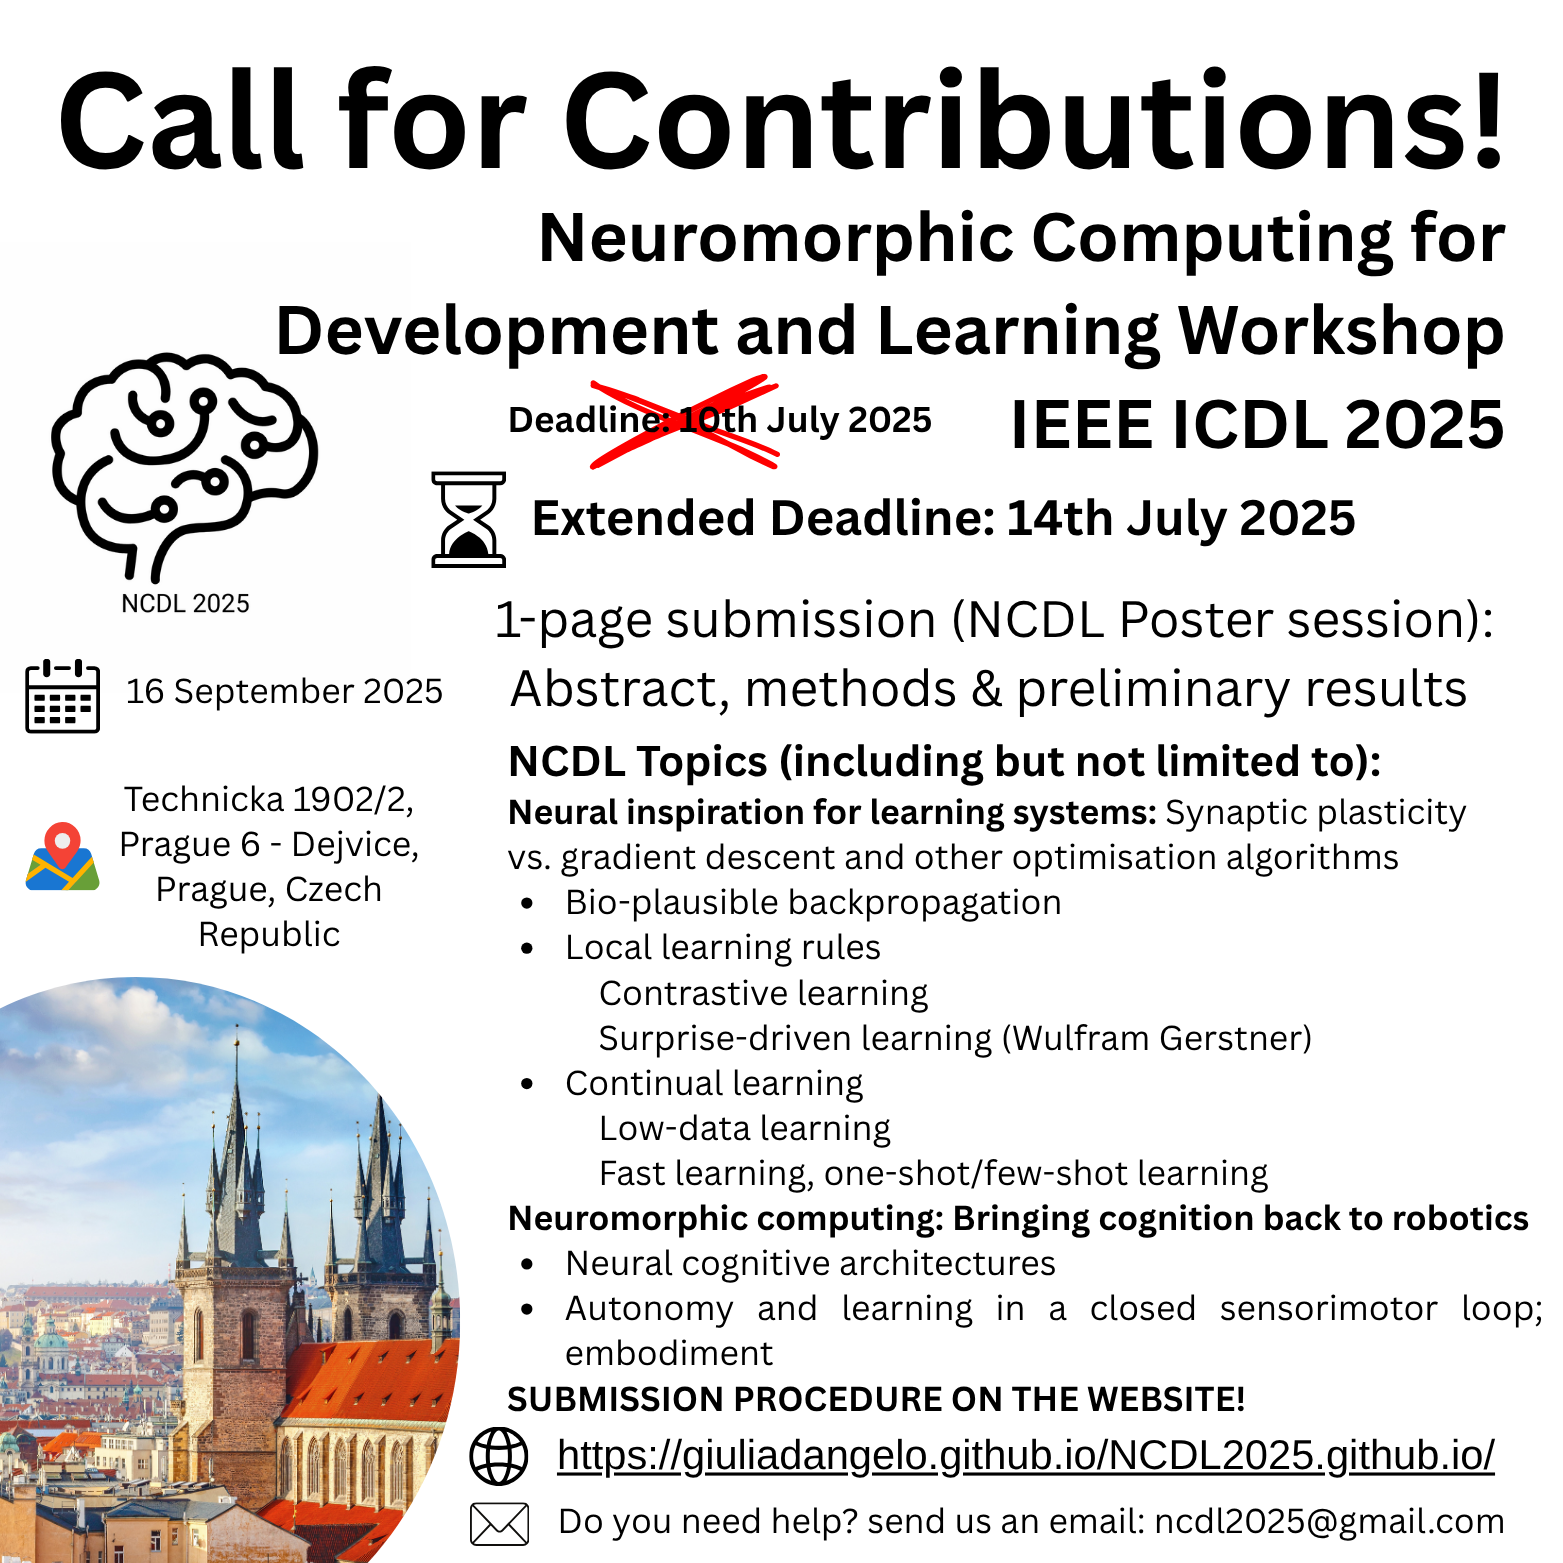 Call for Contributions!
Neuromorphic Computing for
Development and Learning Workshop
IEEE ICDL 2025
Deadline: 10th July 2025
Extended Deadline: 14th July 2025
NCDL 2025
16 September 2025
Technicka 1902/2,
Prague 6 - Dejvice,
Prague, Czech
Republic
1-page submission (NCDL Poster session):
Abstract, methods & preliminary results
NCDL Topics (including but not limited to):
Neural inspiration for learning systems: Synaptic plasticity
vs. gradient descent and other optimisation algorithms
• Bio-plausible backpropagation
• Local learning rules
Contrastive learning
Surprise-driven learning (Wulfram Gerstner)
• Continual learning
Low-data learning
Fast learning, one-shot/few-shot learning
Neuromorphic computing: Bringing cognition back to robotics
• Neural cognitive architectures
• Autonomy and learning in a closed sensorimotor loop;
embodiment
SUBMISSION PROCEDURE ON THE WEBSITE!
https://giuliadangelo.github.io/NCDL2025.github.io/
Do you need help? send us an email: ncdl2025@gmail.com